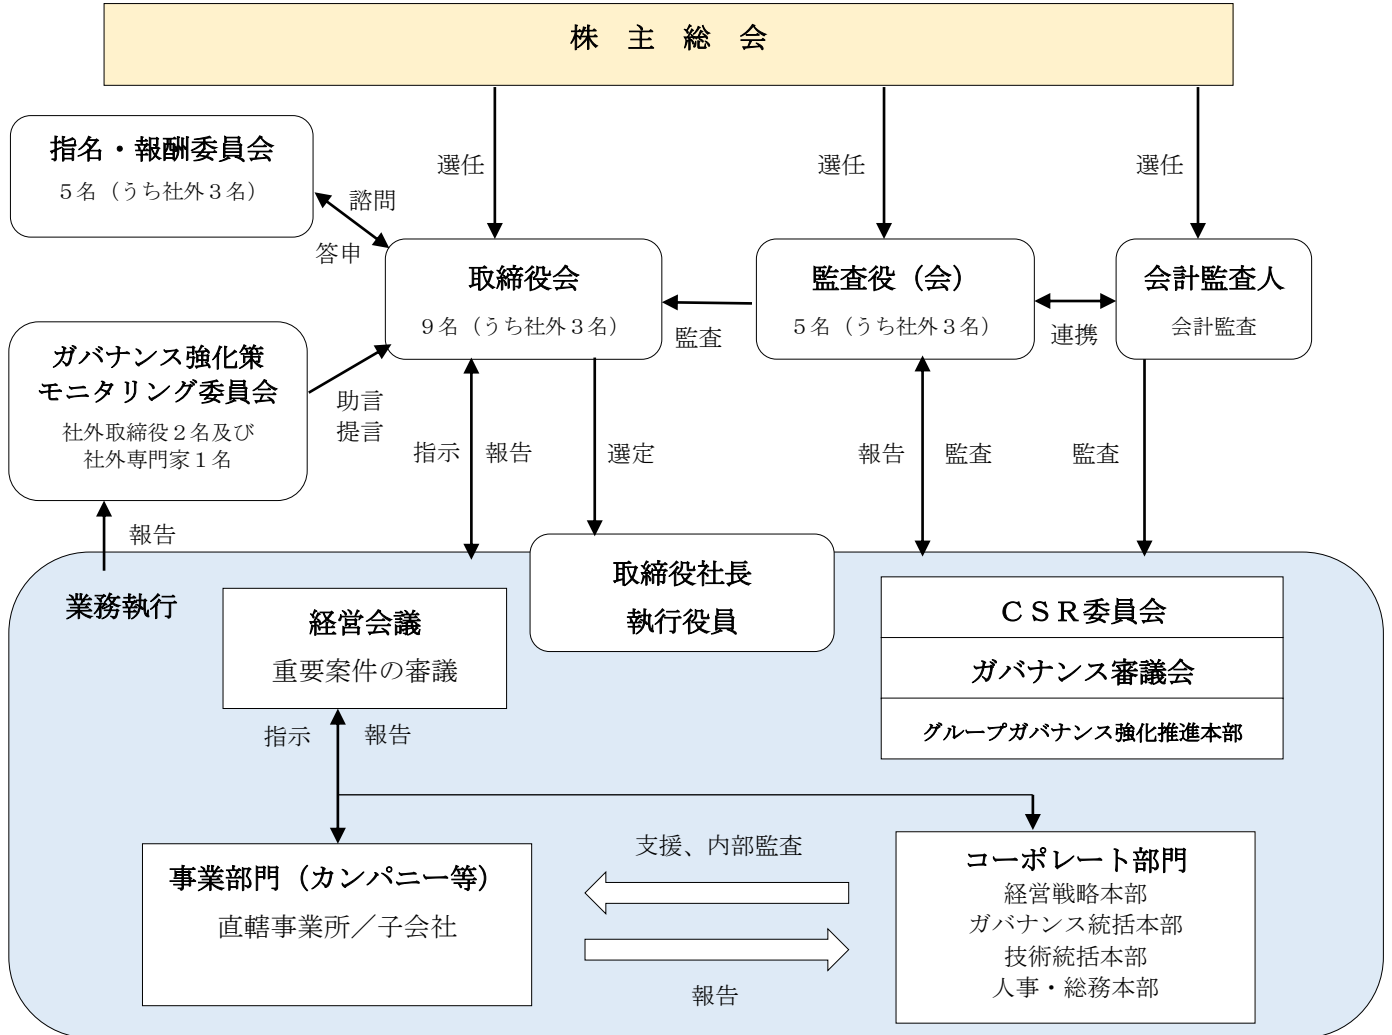 株 主 総 会
指名・報酬委員会
5名（うち社外3名）
選任
選任
選任
諮問
答申
取締役会
9名（うち社外3名）
監査
監査役（会）
5名（うち社外3名）
連携
会計監査人
会計監査
ガバナンス強化策
モニタリング委員会
社外取締役2名及び
社外専門家1名
助言
提言
指示
報告
選定
報告
監査
監査
報告
業務執行
取締役社長
執行役員
経営会議
重要案件の審議
CSR委員会
ガバナンス審議会
グループガバナンス強化推進本部
指示
報告
事業部門（カンパニー等）
直轄事業所／子会社
支援、内部監査
報告
コーポレート部門
経営戦略本部
ガバナンス統括本部
技術統括本部
人事・総務本部